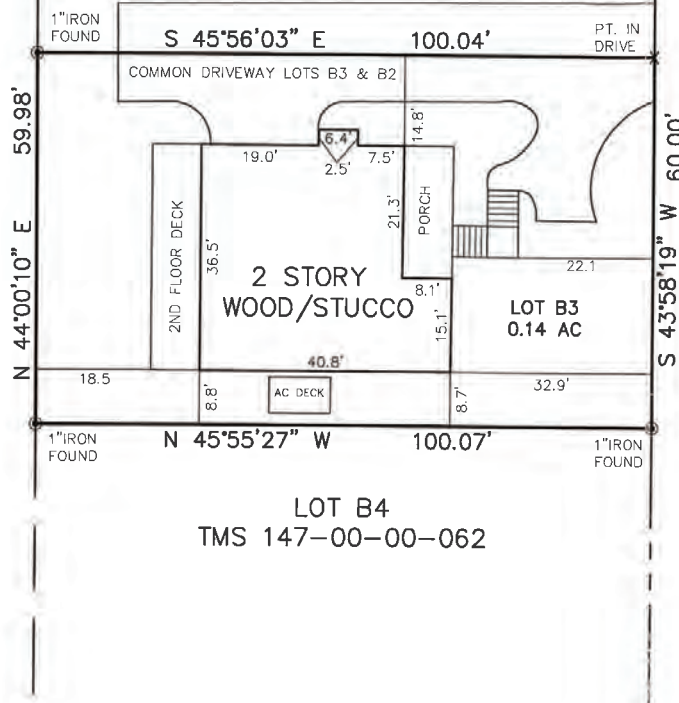 1"IRON
FOUND
S 45°56'03" E 100.04'
PT. IN
DRIVE
COMMON DRIVEWAY LOTS B3 & B2
59.98'
N 44°00'10" E
60.00'
S 43°58'19" W
14.8'
6.4'
19.0'
2.5'
7.5'
2ND FLOOR DECK
36.5'
21.3'
PORCH
2 STORY
WOOD/STUCCO
8.1'
15.1'
22.1
LOT B3
0.14 AC
40.8'
18.5
8.8'
AC DECK
8.7'
32.9'
1"IRON
FOUND
N 45°55'27" W 100.07'
1"IRON
FOUND
LOT B4
TMS 147-00-00-062